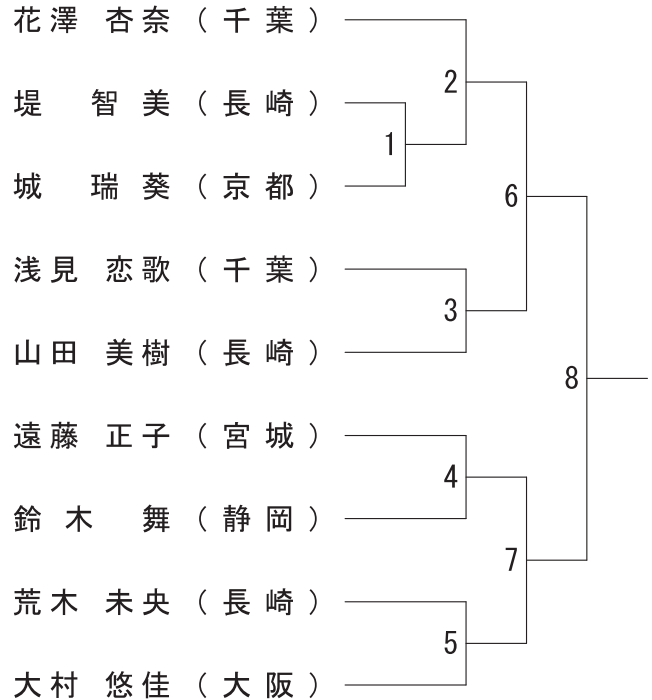 花澤 杏奈 ( 千 葉 )
2
堤 智 美 ( 長 崎 )
1
城 瑞 葵 ( 京 都 )
6
浅見 恋歌 ( 千 葉 )
3
山田 美樹 ( 長 崎 )
8
遠藤 正子 ( 宮 城 )
4
鈴 木 舞 ( 静 岡 )
7
荒木 未央 ( 長 崎 )
5
大村 悠佳 ( 大 阪 )